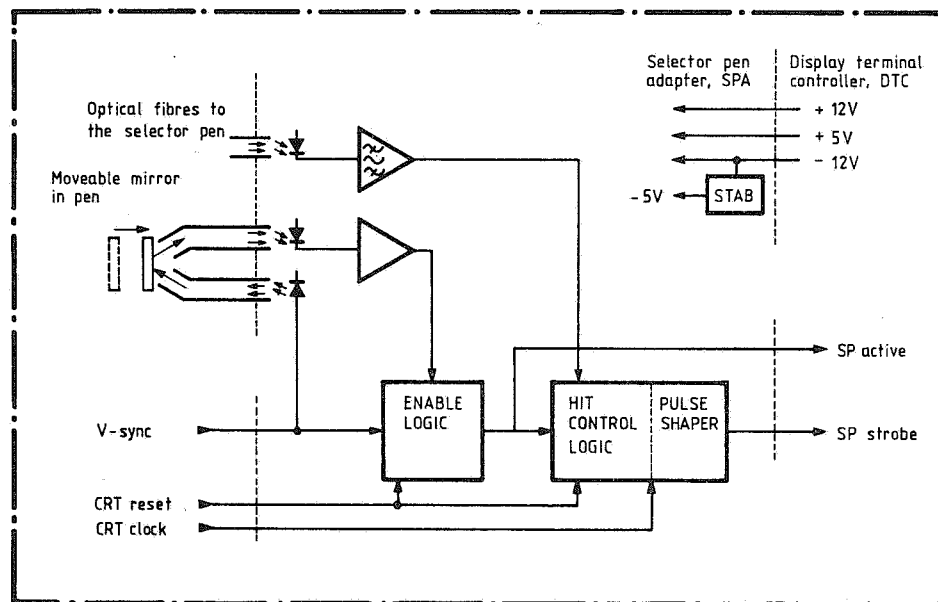 Selector pen
adapter, SPA
Display terminal
controller, DTC
+ 12V
+ 5V
- 12V
STAB
- 5V
Optical fibres to
the selector pen
Moveable mirror
in pen
SP active
ENABLE
LOGIC
HIT
CONTROL
LOGIC
PULSE
SHAPER
V-sync
SP strobe
CRT reset
CRT clock